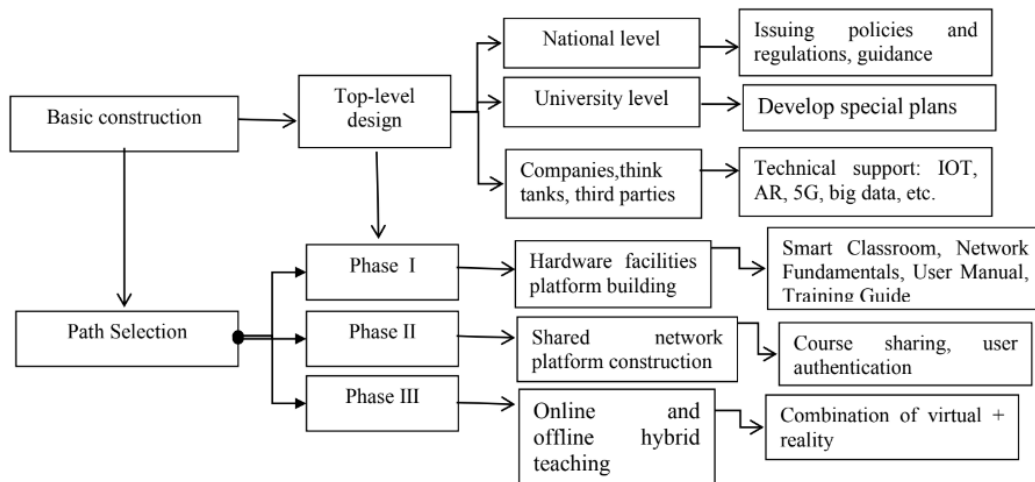 National level
Issuing policies and
regulations, guidance
Basic construction
Top-level
design
University level
Develop special plans
Companies,think
tanks, third parties
Technical support: IOT,
AR, 5G, big data, etc.
Path Selection
Phase I
Hardware facilities
platform building
Smart Classroom, Network
Fundamentals, User Manual,
Training Guide
Phase II
Shared network
platform construction
Course sharing, user
authentication
Phase III
Online and
offline hybrid
teaching
Combination of virtual +
reality